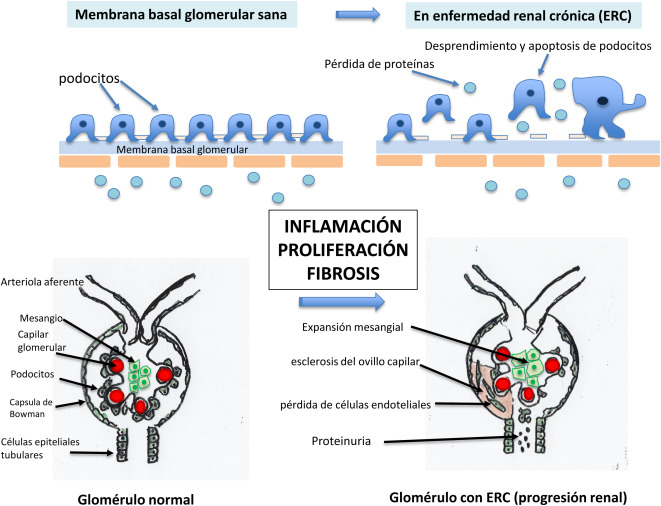 Membrana basal glomerular sana
En enfermedad renal crónica (ERC)
Desprendimiento y apoptosis de podocitos
Pérdida de proteínas
podocitos
Membrana basal glomerular
INFLAMACIÓN
PROLIFERACIÓN
FIBROSIS
Arteriola aferente
Mesangio
Capilar
glomerular
Podocitos
Capsula de
Bowman
Células epiteliales
tubulares
Glomérulo normal
Expansión mesangial
esclerosis del ovillo capilar
pérdida de células endoteliales
Proteinuria
Glomérulo con ERC (progresión renal)